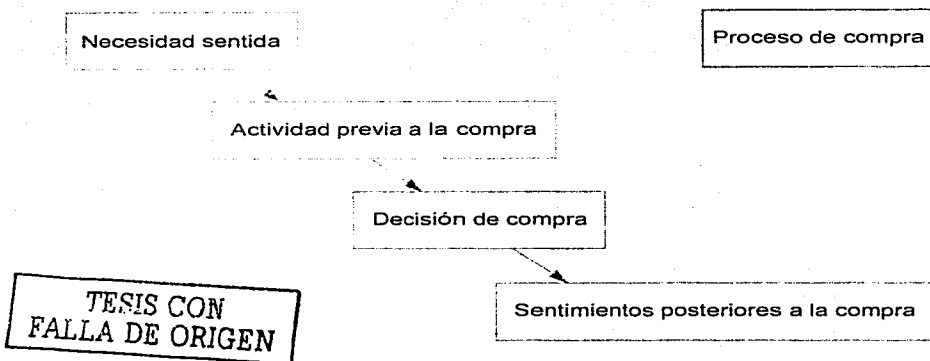 Necesidad sentida
Proceso de compra
Actividad previa a la compra
Decisión de compra
Sentimientos posteriores a la compra
TESIS CON
FALLA DE ORIGEN